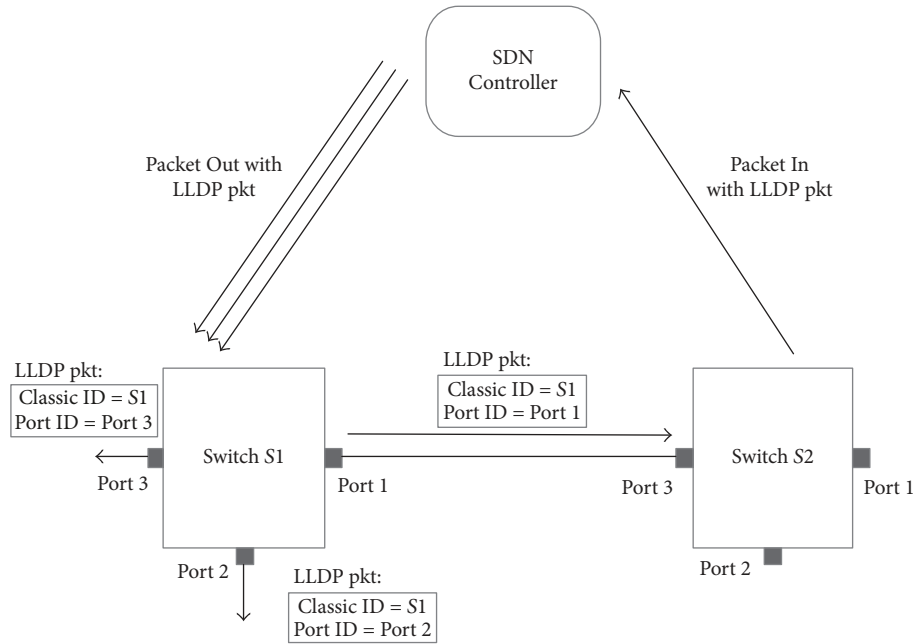 SDN
Controller
Packet Out with
LLDP pkt
Packet In
with LLDP pkt
LLDP pkt:
Classic ID = S1
Port ID = Port 3
LLDP pkt:
Classic ID = S1
Port ID = Port 1
Switch S1
Switch S2
Port 3
Port 1
Port 3
Port 1
Port 2
Port 2
LLDP pkt:
Classic ID = S1
Port ID = Port 2